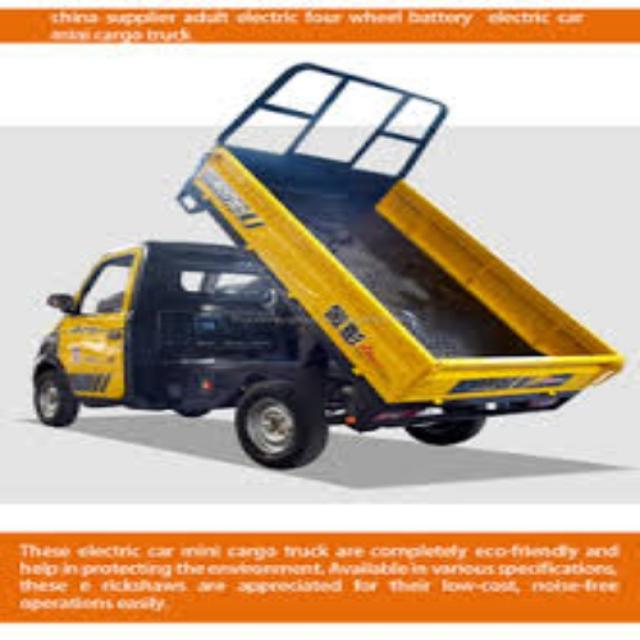 china supplier adult electric four wheel battery electric car
mini cargo truck
These electric car mini cargo truck are completely eco-friendly and
help in protecting the environment. Available in various specifications,
these e rickshaws are appreciated for their low-cost, noise-free
operations easily.